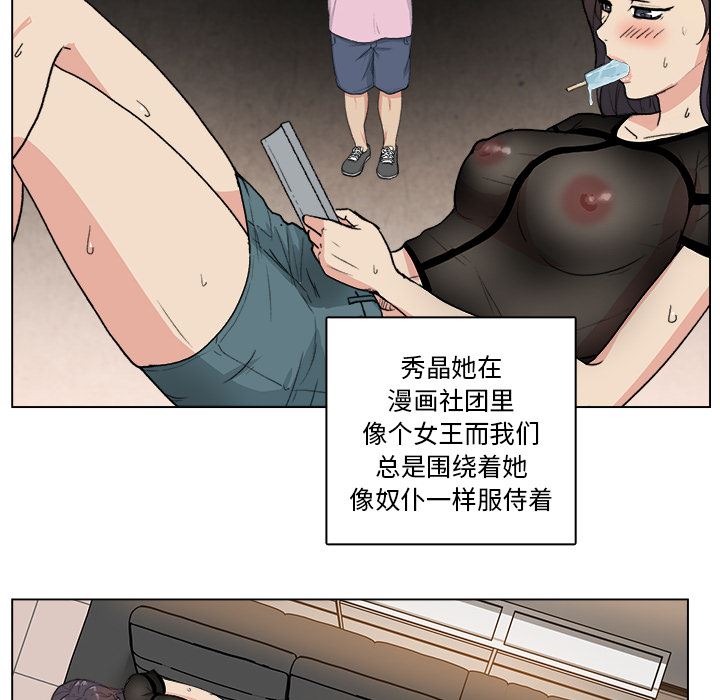 秀晶她在
漫画社团里
像个女王而我们
总是围绕着她
像奴仆一样服侍着